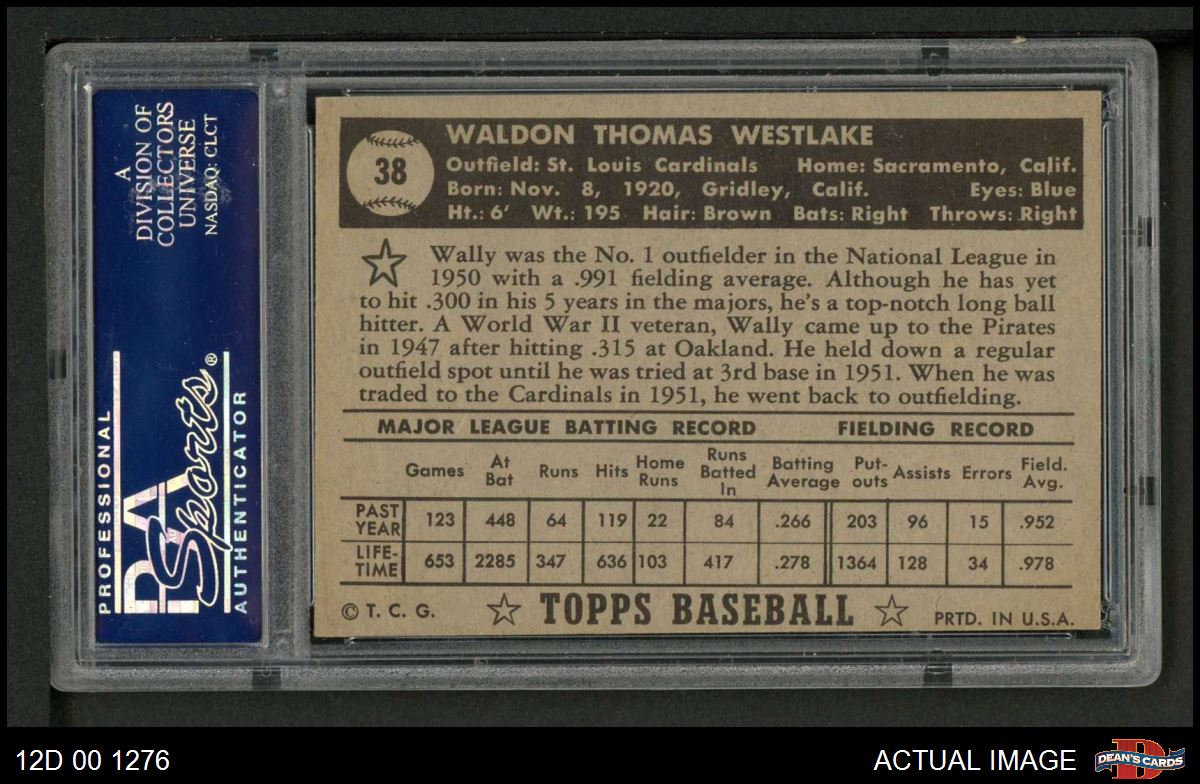 A
DIVISION OF
COLLECTORS
UNIVERSE
NASDAQ: CLCT
PROFESSIONAL
PSA
Sports®
AUTHENTICATOR
38
WALDON THOMAS WESTLAKE
Outfield: St. Louis Cardinals Home: Sacramento, Calif.
Born: Nov. 8, 1920, Gridley, Calif. Eyes: Blue
Ht.: 6' Wt.: 195 Hair: Brown Bats: Right Throws: Right
Wally was the No. 1 outfielder in the National League in
1950 with a .991 fielding average. Although he has yet
to hit .300 in his 5 years in the majors, he's a top-notch long ball
hitter. A World War II veteran, Wally came up to the Pirates
in 1947 after hitting .315 at Oakland. He held down a regular
outfield spot until he was tried at 3rd base in 1951. When he was
traded to the Cardinals in 1951, he went back to outfielding.
MAJOR LEAGUE BATTING RECORD FIELDING RECORD
Games At Bat Runs Hits Home Runs Runs Batted In Batting Average Put-outs Assists Errors Field. Avg.
PAST YEAR 123 448 64 119 22 84 .266 203 96 15 .952
LIFE-TIME 653 2285 347 636 103 417 .278 1364 128 34 .978
© T. C. G. TOPPS BASEBALL PRTD. IN U.S.A.
12D 00 1276 ACTUAL IMAGE
D
DEAN'S CARDS